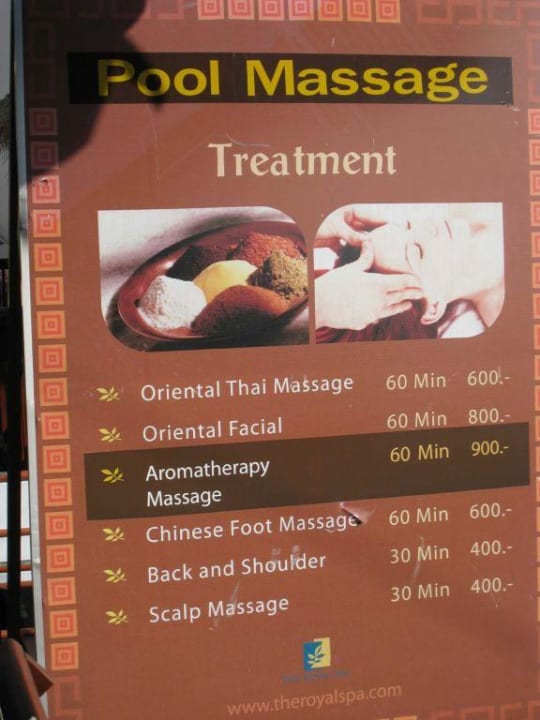 Pool Massage
Treatment
Oriental Thai Massage 60 Min 600.-
Oriental Facial 60 Min 800.-
Aromatherapy 60 Min 900.-
Massage
Chinese Foot Massage 60 Min 600.-
Back and Shoulder 30 Min 400.-
Scalp Massage 30 Min 400.-
www.theroyalspa.com